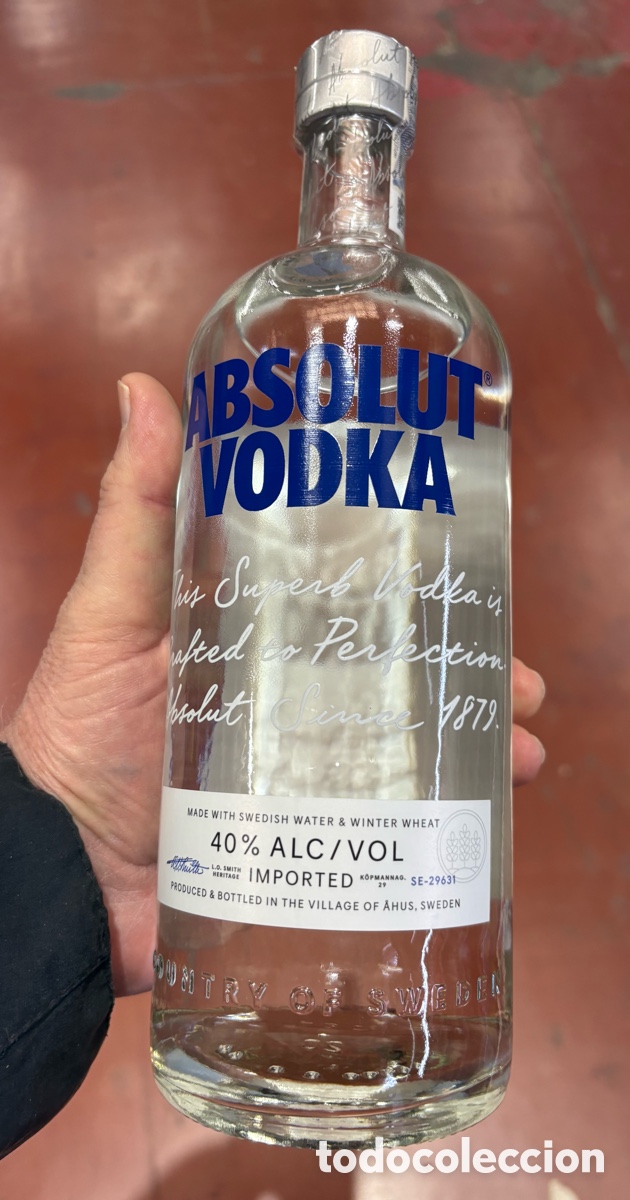 ABSOLUT®
VODKA
This Superb Vodka is
Crafted to Perfection.
Absolut Since 1879.
MADE WITH SWEDISH WATER & WINTER WHEAT
40% ALC/VOL
L.O. SMITH
HERITAGE
IMPORTED
KÖPMANNAG.
29
SE-29631
PRODUCED & BOTTLED IN THE VILLAGE OF ÅHUS, SWEDEN
COUNTRY OF SWEDEN
todocoleccion